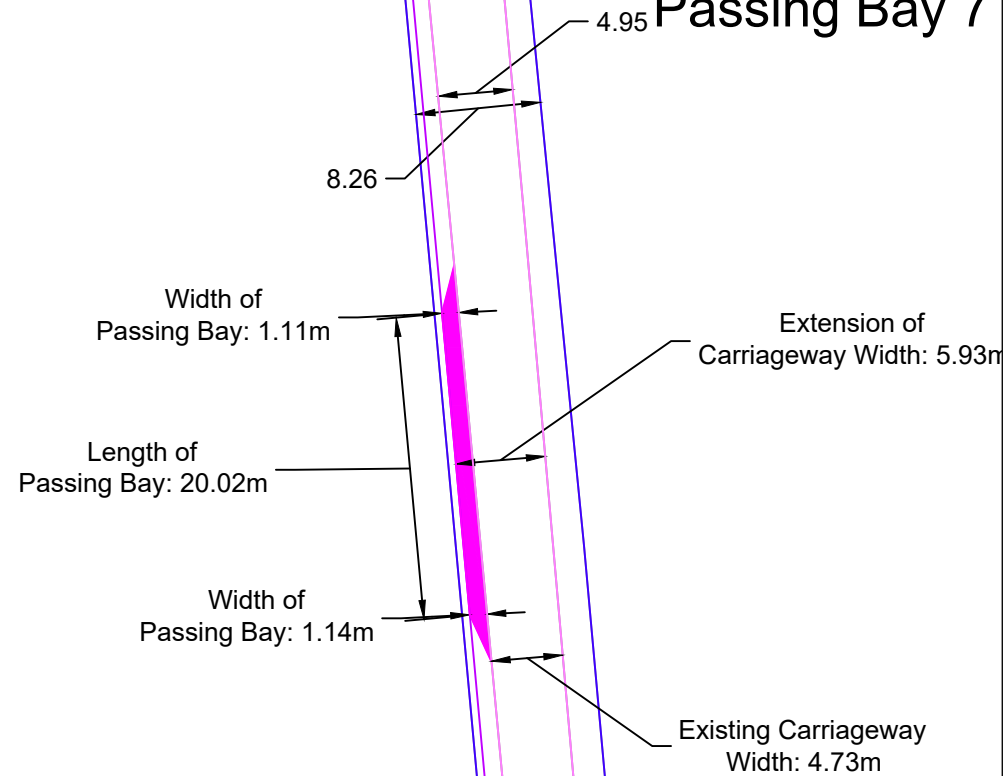 Passing Bay 7
4.95
8.26
Width of
Passing Bay: 1.11m
Extension of
Carriageway Width: 5.93m
Length of
Passing Bay: 20.02m
Width of
Passing Bay: 1.14m
Existing Carriageway
Width: 4.73m